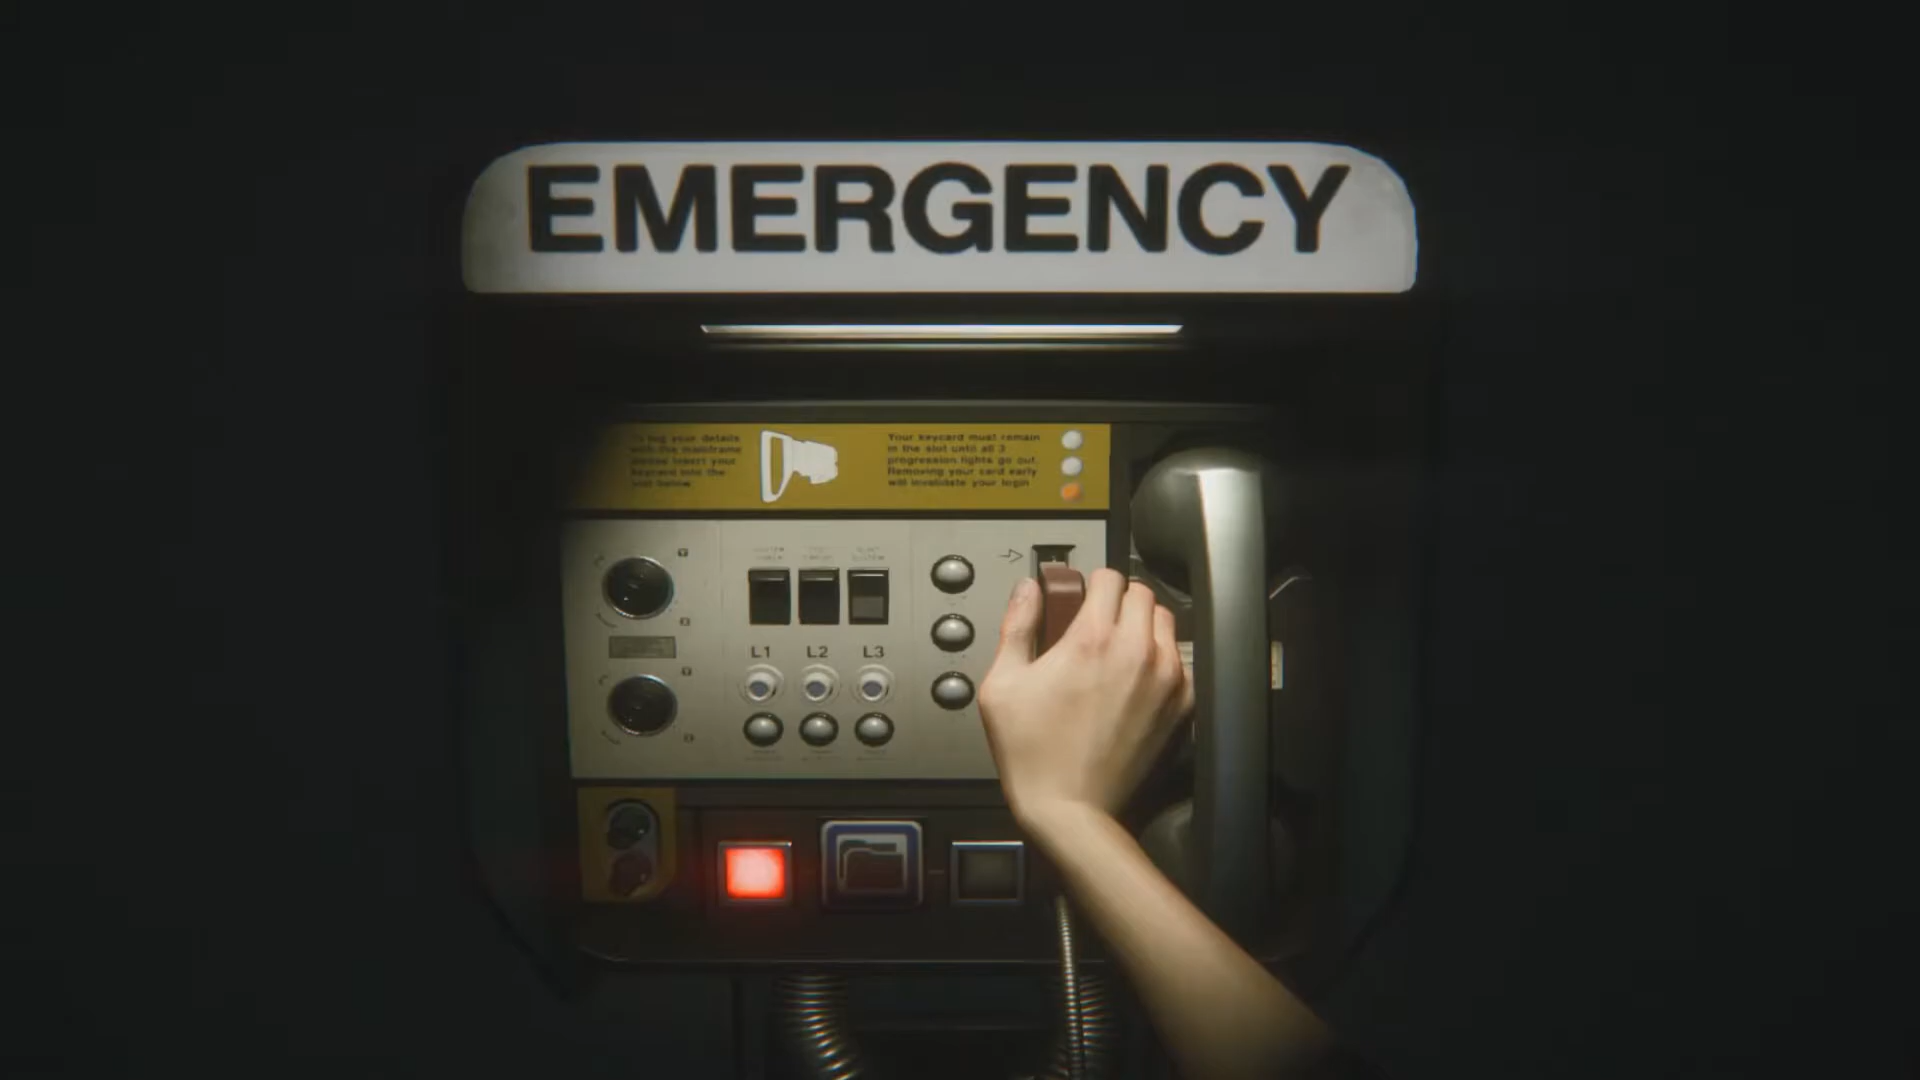 EMERGENCY
To log your details
with the mainframe
please insert your
keycard into the
slot below.
Your keycard must remain
in the slot until all 3
progression lights go out.
Removing your card early
will invalidate your login
L1 L2 L3